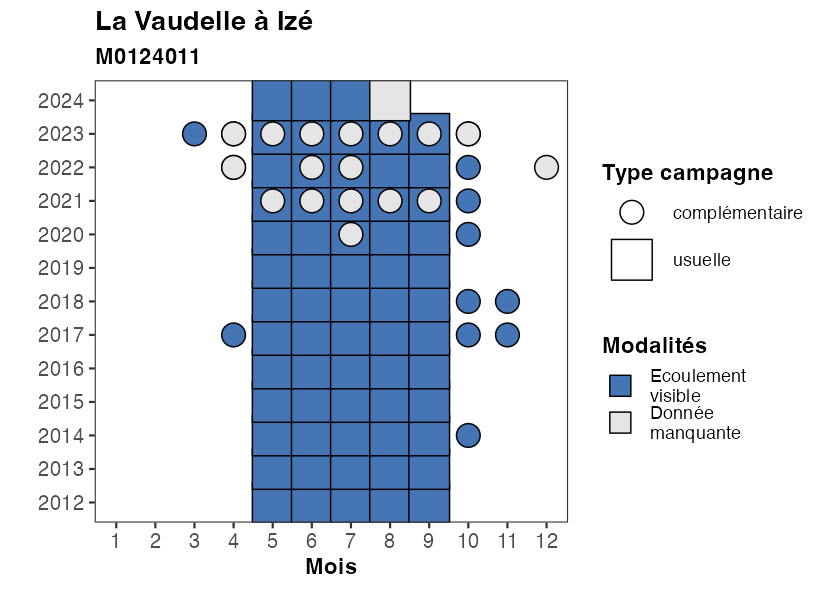 La Vaudelle à Izé
M0124011
2024
2023
2022
2021
2020
2019
2018
2017
2016
2015
2014
2013
2012
1 2 3 4 5 6 7 8 9 10 11 12
Mois
Type campagne
complémentaire
usuelle
Modalités
Ecoulement
visible
Donnée
manquante